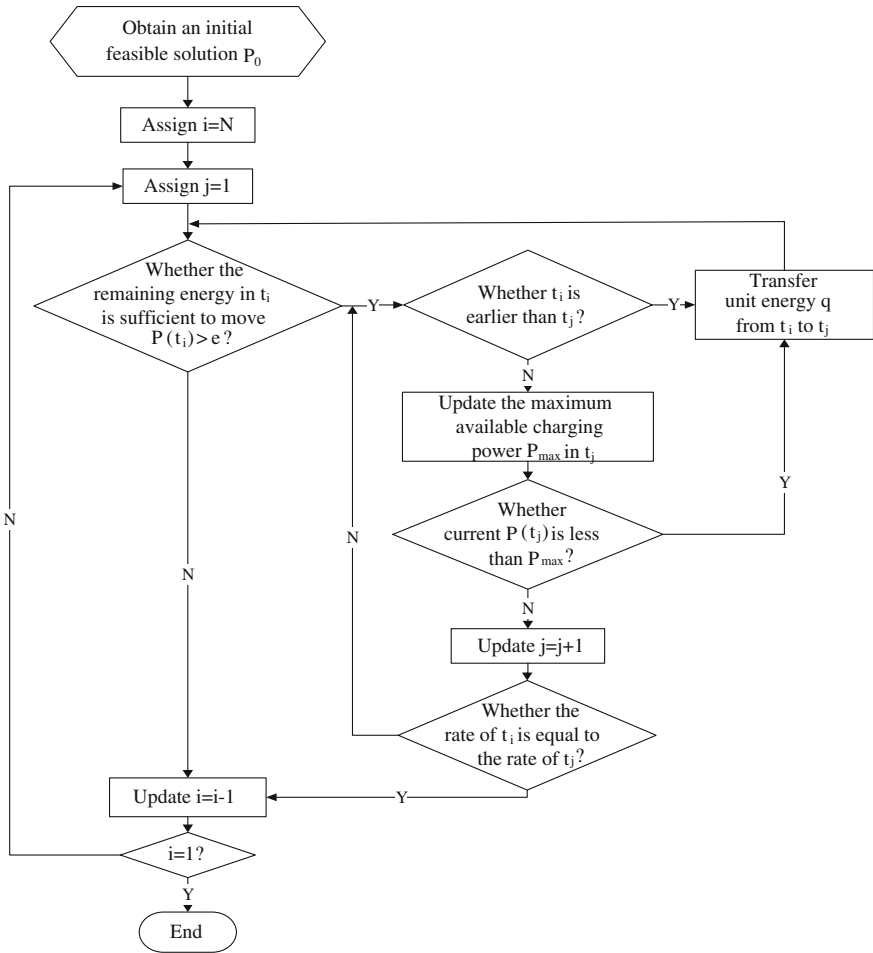 Obtain an initial
feasible solution P0
Assign i=N
Assign j=1
Whether the
remaining energy in ti
is sufficient to move
P(ti)>e?
Y
Whether ti is
earlier than tj?
Y
Transfer
unit energy q
from ti to tj
N
Update the maximum
available charging
power Pmax in tj
Y
Whether
current P(tj) is less
than Pmax?
N
N
N
N
Update j=j+1
Whether the
rate of ti is equal to
the rate of tj?
Y
Update i=i-1
i=1?
Y
End